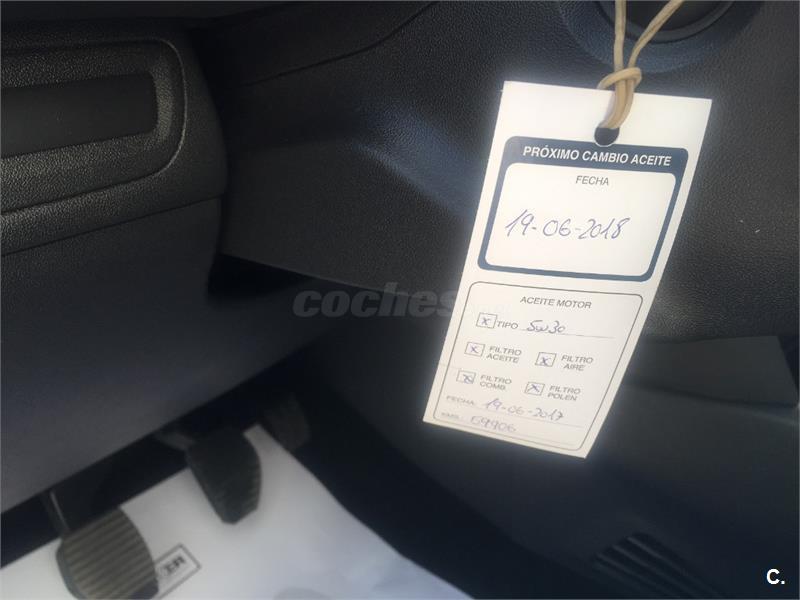 PRÓXIMO CAMBIO ACEITE
FECHA
19-06-2018
ACEITE MOTOR
x TIPO 5W30
x FILTRO ACEITE x FILTRO AIRE
x FILTRO COMB. x FILTRO POLEN
FECHA: 19-06-2017
KMS. 59906
coches
C.